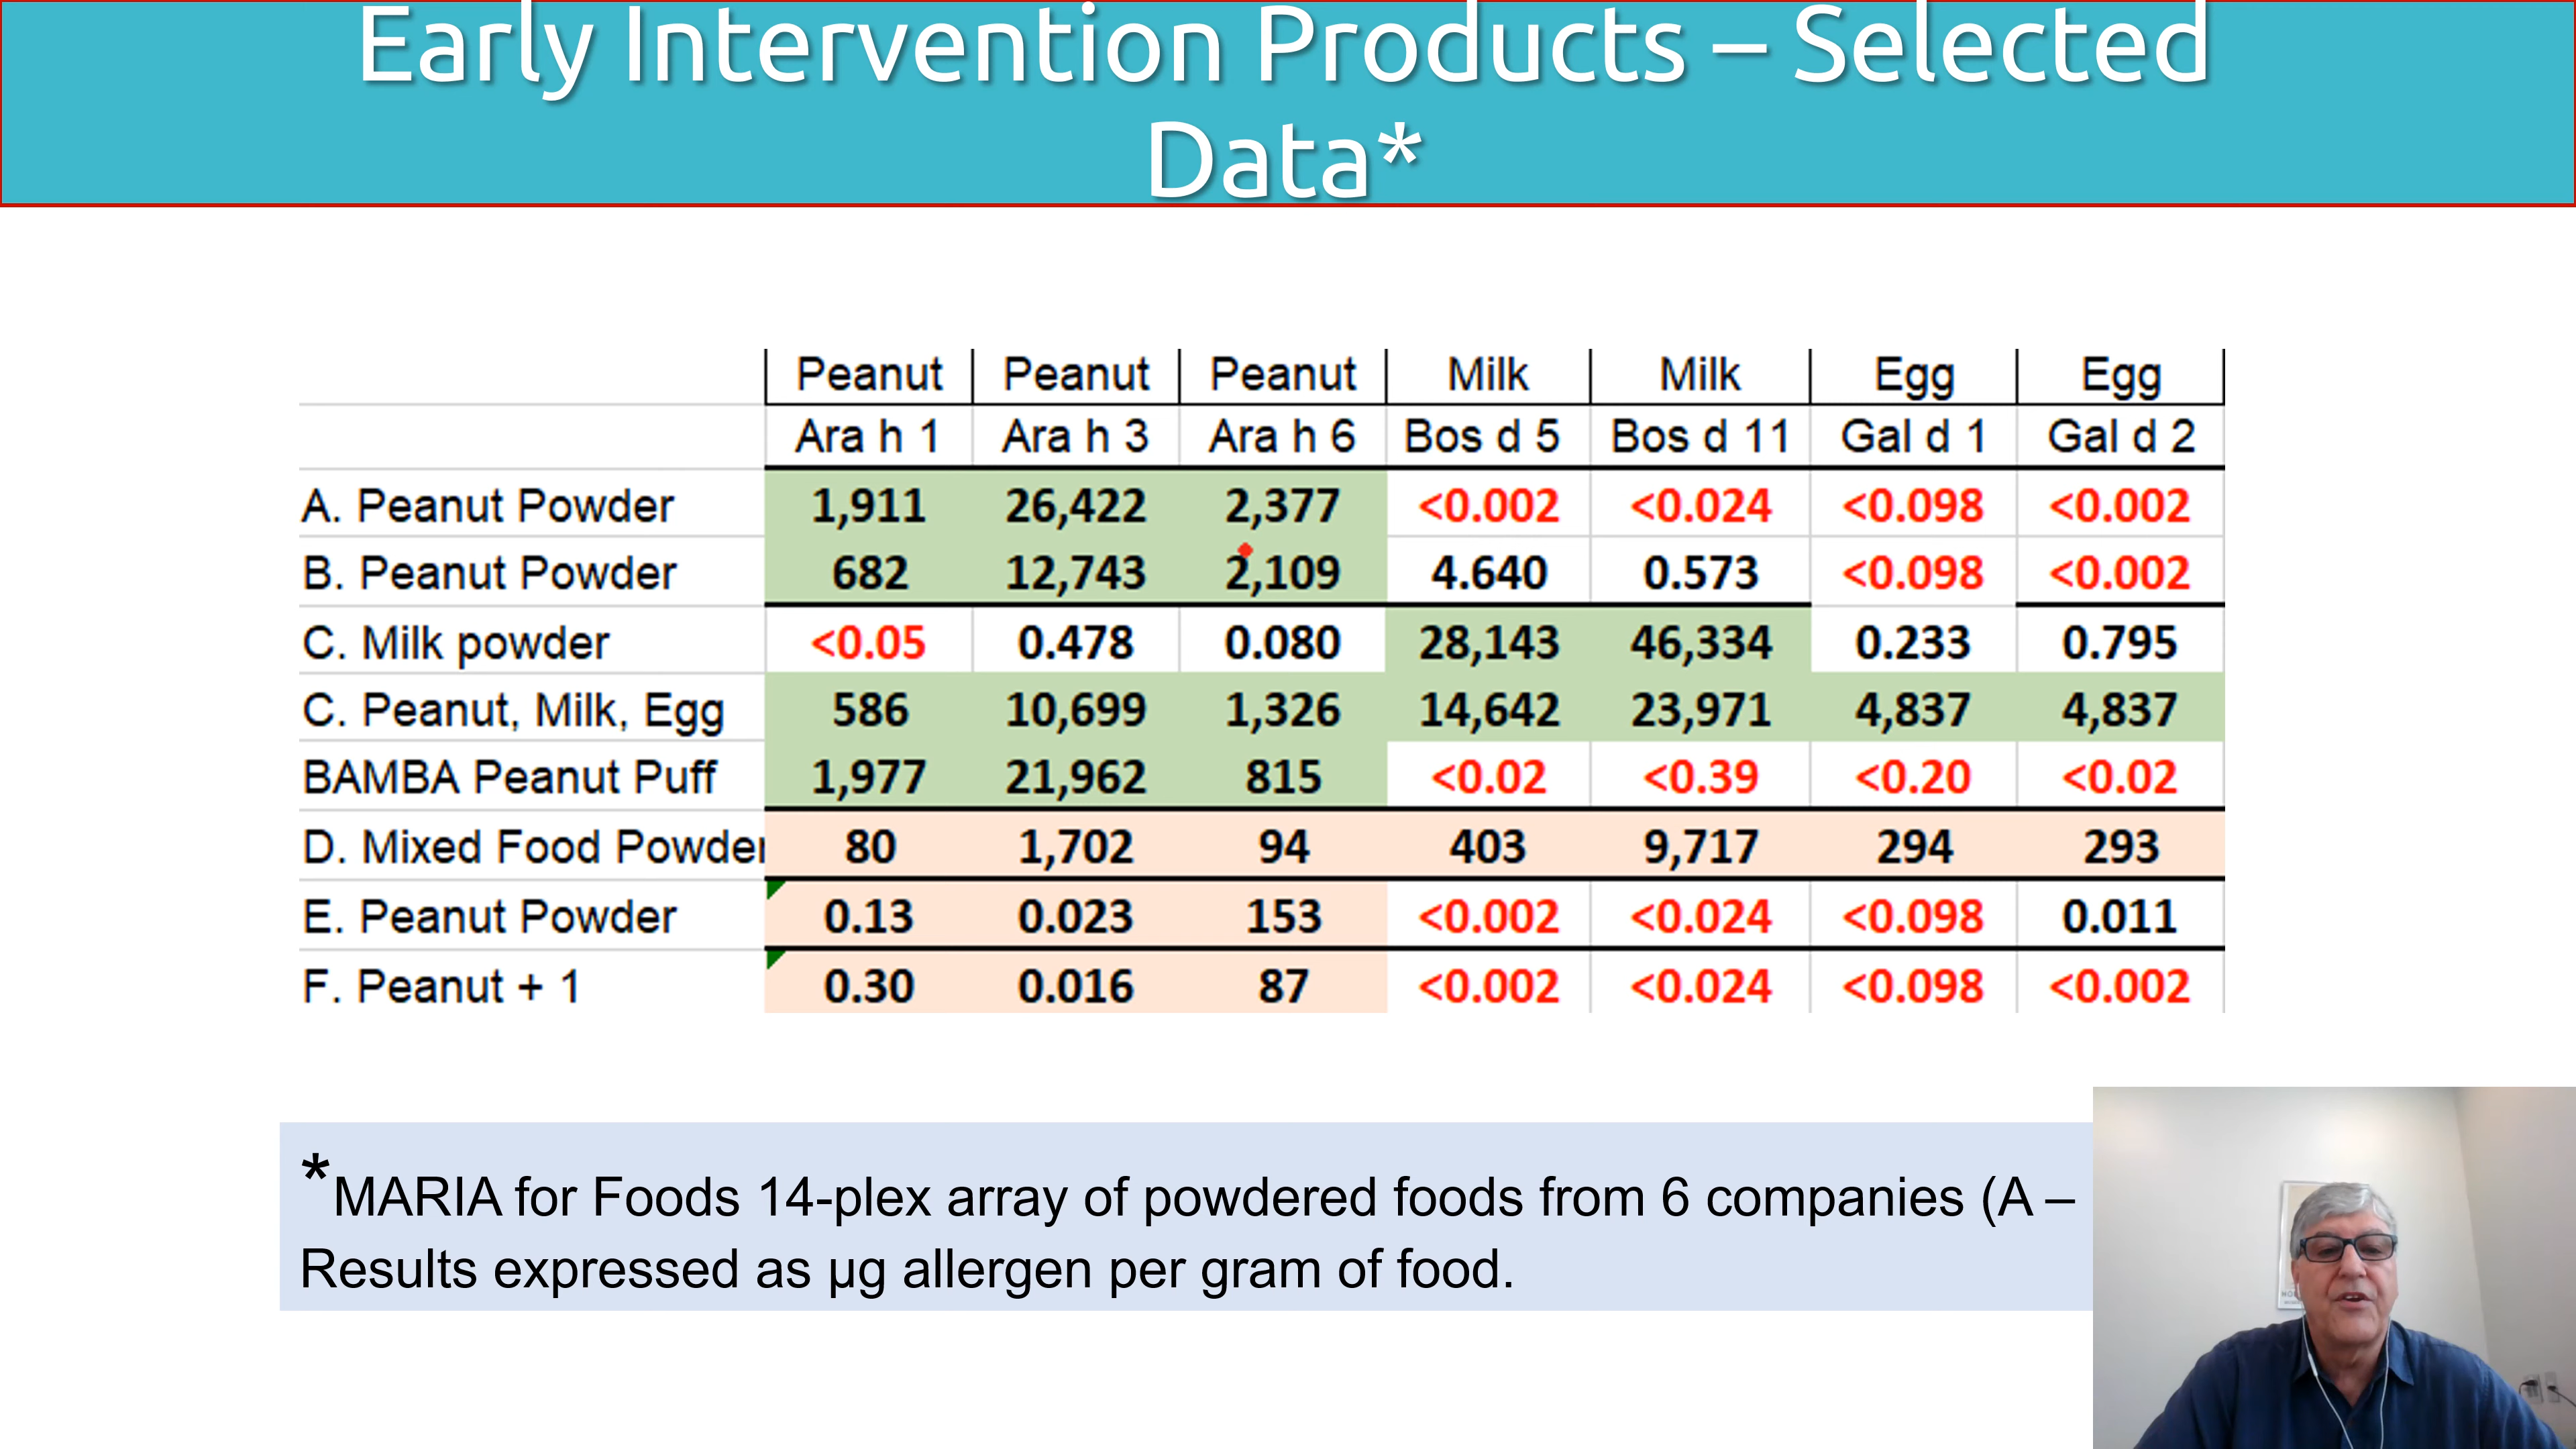 Early Intervention Products – Selected
Data*
Peanut Peanut Peanut Milk Milk Egg Egg
Ara h 1 Ara h 3 Ara h 6 Bos d 5 Bos d 11 Gal d 1 Gal d 2
A. Peanut Powder 1,911 26,422 2,377 <0.002 <0.024 <0.098 <0.002
B. Peanut Powder 682 12,743 2,109 4.640 0.573 <0.098 <0.002
C. Milk powder <0.05 0.478 0.080 28,143 46,334 0.233 0.795
C. Peanut, Milk, Egg 586 10,699 1,326 14,642 23,971 4,837 4,837
BAMBA Peanut Puff 1,977 21,962 815 <0.02 <0.39 <0.20 <0.02
D. Mixed Food Powder 80 1,702 94 403 9,717 294 293
E. Peanut Powder 0.13 0.023 153 <0.002 <0.024 <0.098 0.011
F. Peanut + 1 0.30 0.016 87 <0.002 <0.024 <0.098 <0.002
*MARIA for Foods 14-plex array of powdered foods from 6 companies (A –
Results expressed as µg allergen per gram of food.